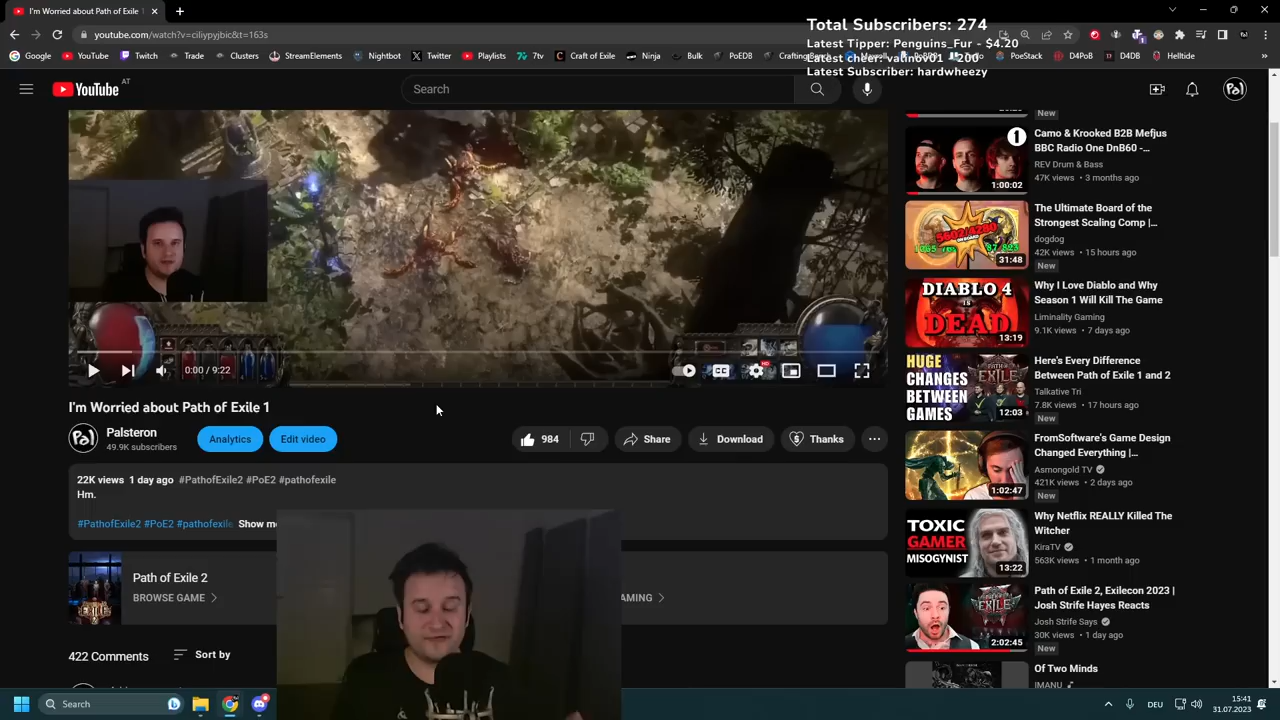 I'm Worried about Path of Exile 1
Total Subscribers: 274
Latest Tipper: Penguins_Fur - $4.20
Latest Subscriber: hardwheezy
youtube.com/watch?v=ciliypyjbic&t=163s
Google
YouTube
Twitch
Trade
Clusters
StreamElements
Nightbot
Twitter
Playlists
7tv
Craft of Exile
Ninja
Bulk
PoEDB
PoeStack
D4PoB
D4DB
Helltide
YouTube AT
Search
New
Camo & Krooked B2B Mefjus
BBC Radio One DnB60 -...
REV Drum & Bass
47K views • 3 months ago
1:00:02
The Ultimate Board of the
Strongest Scaling Comp |...
dogdog
42K views • 15 hours ago
New
31:48
DIABLO 4
IS
DEAD
13:19
Why I Love Diablo and Why
Season 1 Will Kill The Game
Liminality Gaming
9.1K views • 7 days ago
HUGE
CHANGES
BETWEEN
GAMES
12:03
Here's Every Difference
Between Path of Exile 1 and 2
Talkative Tri
7.8K views • 17 hours ago
New
0:00 / 7:22
HD
I'm Worried about Path of Exile 1
Palsteron
49.9K subscribers
Analytics
Edit video
984
Share
Download
Thanks
22K views 1 day ago #PathofExile2 #PoE2 #pathofexile
Hm.
#PathofExile2 #PoE2 #pathofexile
Path of Exile 2
BROWSE GAME
AMING
422 Comments
Sort by
FromSoftware's Game Design
Changed Everything |...
Asmongold TV
421K views • 2 days ago
New
1:02:47
TOXIC
GAMER
MISOGYNIST
13:22
Why Netflix REALLY Killed The
Witcher
KiraTV
563K views • 1 month ago
Path of Exile 2, Exilecon 2023 |
Josh Strife Hayes Reacts
Josh Strife Says
30K views • 1 day ago
New
2:02:45
Of Two Minds
IMANU
Search
DEU
15:41
31.07.2023